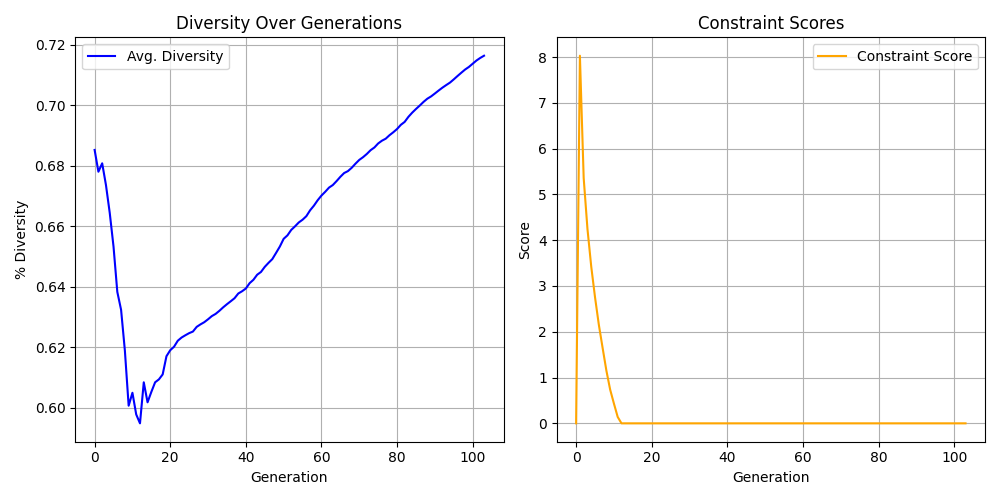 Diversity Over Generations
Avg. Diversity
0.72
0.70
0.68
0.66
0.64
0.62
0.60
% Diversity
0 20 40 60 80 100
Generation
Constraint Scores
Constraint Score
8
7
6
5
4
3
2
1
0
Score
0 20 40 60 80 100
Generation